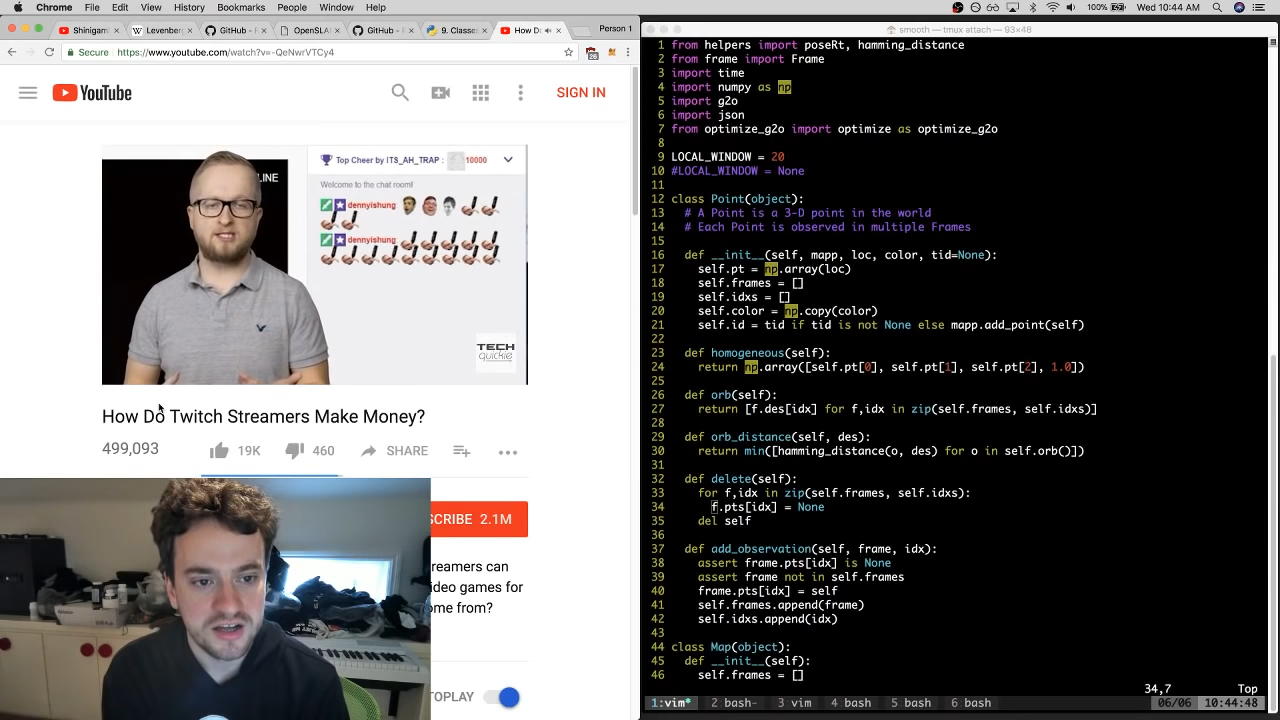 Chrome File Edit View History Bookmarks People Window Help
Wed 10:44 AM
Shinigam
Levenber
GitHub - F
GitHub - F
9. Classes
How Do
Person 1
Secure https://www.youtube.com/watch?v=QeNwrVTCy4
YouTube
SIGN IN
LINE
Top Cheer by ITS_AH_TRAP : 10000
Welcome to the chat room!
dennyishung
dennyishung
TECH
quickie
How Do Twitch Streamers Make Money?
499,093
19K 460 SHARE
SCRIBE 2.1M
reamers can
ideo games for
ome from?
TOPLAY
smooth — tmux attach — 93×48
1 from helpers import poseRt, hamming_distance
2 from frame import Frame
3 import time
4 import numpy as np
5 import g2o
6 import json
7 from optimize_g2o import optimize as optimize_g2o
8
9 LOCAL_WINDOW = 20
10 #LOCAL_WINDOW = None
11
12 class Point(object):
13 # A Point is a 3-D point in the world
14 # Each Point is observed in multiple Frames
15
16 def __init__(self, mapp, loc, color, tid=None):
17 self.pt = np.array(loc)
18 self.frames = []
19 self.idxs = []
20 self.color = np.copy(color)
21 self.id = tid if tid is not None else mapp.add_point(self)
22
23 def homogeneous(self):
24 return np.array([self.pt[0], self.pt[1], self.pt[2], 1.0])
25
26 def orb(self):
27 return [f.des[idx] for f,idx in zip(self.frames, self.idxs)]
28
29 def orb_distance(self, des):
30 return min([hamming_distance(o, des) for o in self.orb()])
31
32 def delete(self):
33 for f,idx in zip(self.frames, self.idxs):
34 f.pts[idx] = None
35 del self
36
37 def add_observation(self, frame, idx):
38 assert frame.pts[idx] is None
39 assert frame not in self.frames
40 frame.pts[idx] = self
41 self.frames.append(frame)
42 self.idxs.append(idx)
43
44 class Map(object):
45 def __init__(self):
46 self.frames = []
34,7 Top
1:vim* 2 bash- 3 vim 4 bash 5 bash 6 bash 06/06 10:44:48